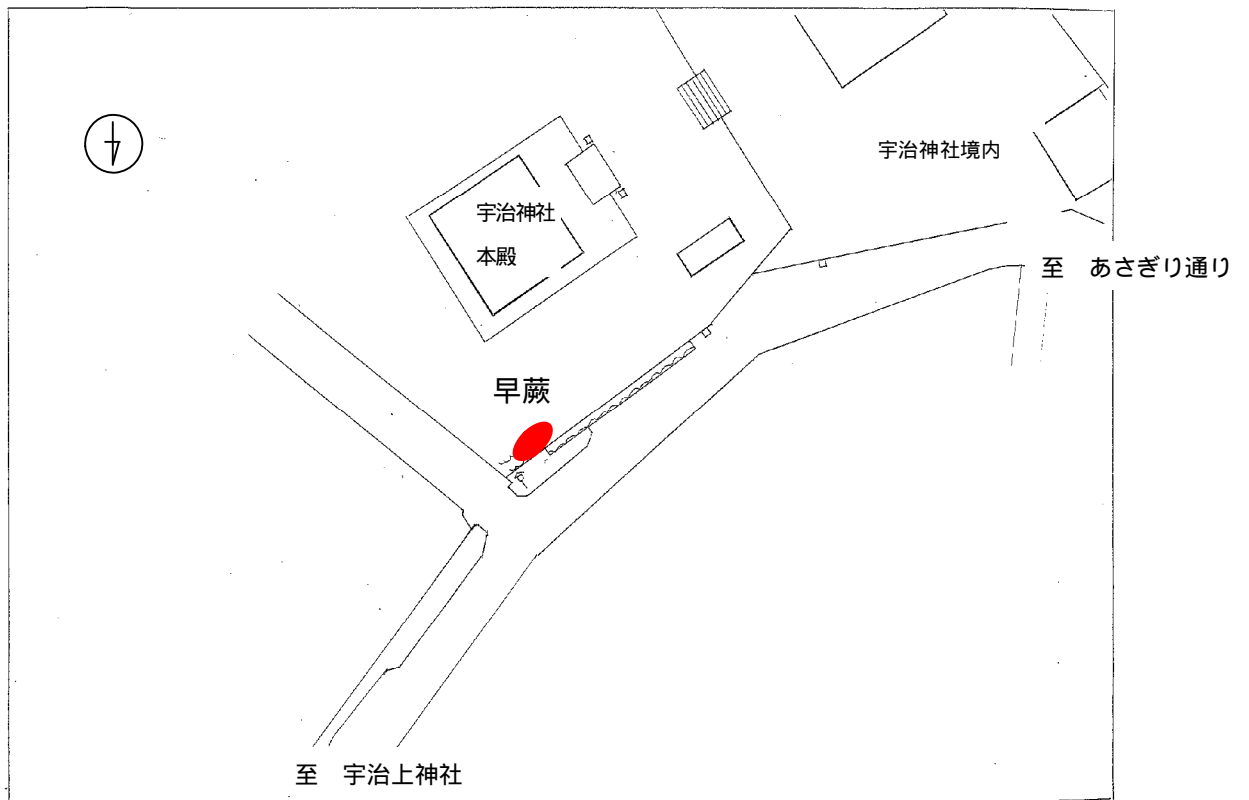 宇治神社境内
宇治神社
本殿
至　あさぎり通り
早蕨
至　宇治上神社